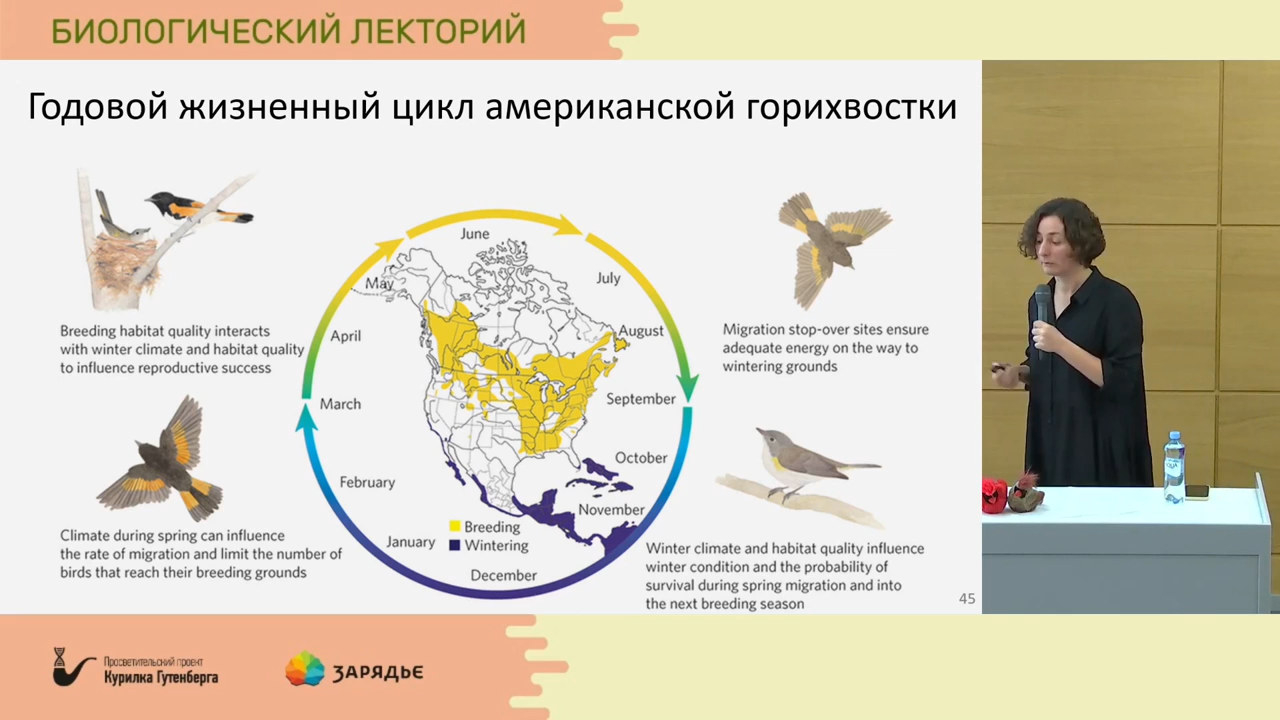 БИОЛОГИЧЕСКИЙ ЛЕКТОРИЙ
Годовой жизненный цикл американской горихвостки
Breeding habitat quality interacts
with winter climate and habitat quality
to influence reproductive success
Climate during spring can influence
the rate of migration and limit the number of
birds that reach their breeding grounds
June
July
August
September
October
November
December
January
February
March
April
May
Breeding
Wintering
Migration stop-over sites ensure
adequate energy on the way to
wintering grounds
Winter climate and habitat quality influence
winter condition and the probability of
survival during spring migration and into
the next breeding season
45
Просветительский проект
Курилка Гутенберга
ЗАРЯДЬЕ